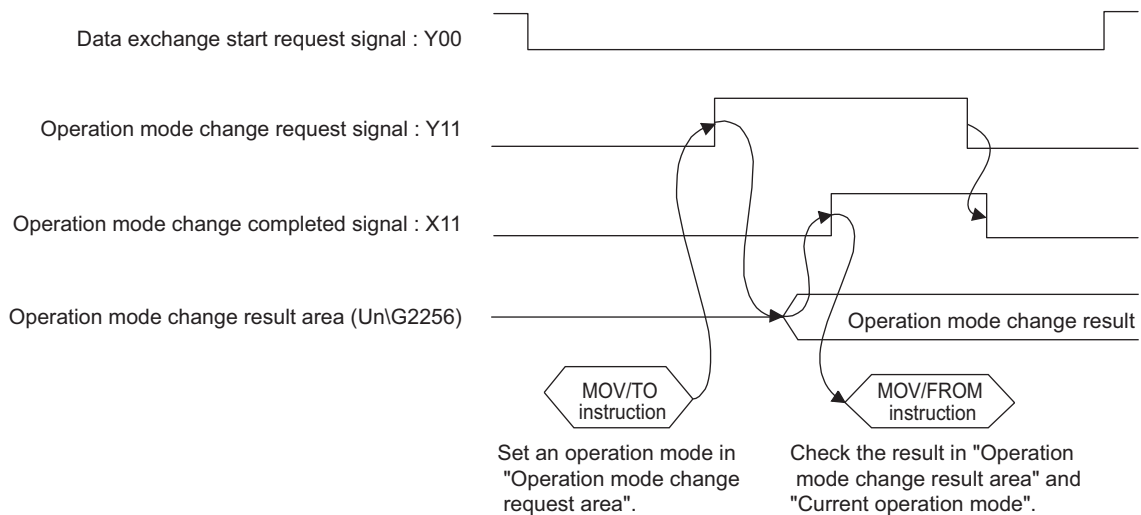 Data exchange start request signal : Y00
Operation mode change request signal : Y11
Operation mode change completed signal : X11
Operation mode change result area (Un\G2256)
Operation mode change result
MOV/TO
instruction
MOV/FROM
instruction
Set an operation mode in
"Operation mode change
request area".
Check the result in "Operation
mode change result area" and
"Current operation mode".